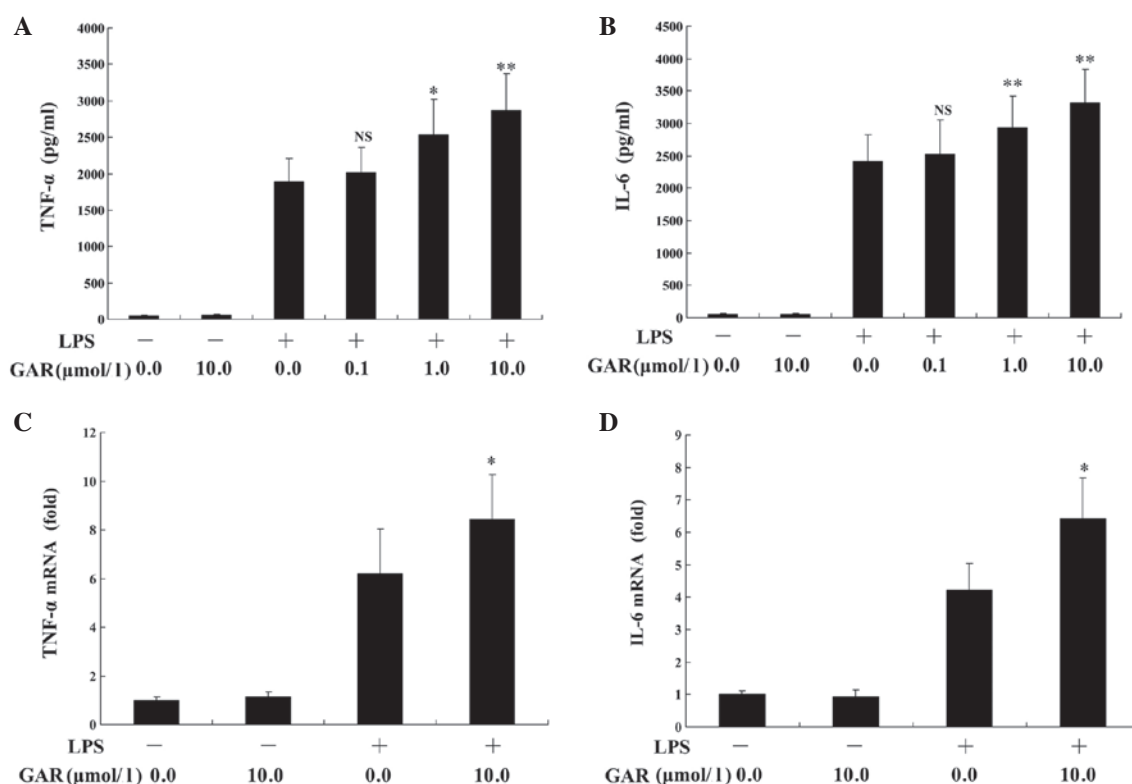 A
TNF-α (pg/ml)
4000
3500
3000
2500
2000
1500
1000
500
0
NS
*
**
LPS − − + + + +
GAR(μmol/l) 0.0 10.0 0.0 0.1 1.0 10.0
B
IL-6 (pg/ml)
4500
4000
3500
3000
2500
2000
1500
1000
500
0
NS
**
**
LPS − − + + + +
GAR(μmol/l) 0.0 10.0 0.0 0.1 1.0 10.0
C
TNF-α mRNA (fold)
12
10
8
6
4
2
0
*
LPS − − + +
GAR(μmol/l) 0.0 10.0 0.0 10.0
D
IL-6 mRNA (fold)
9
8
7
6
5
4
3
2
1
0
*
LPS − − + +
GAR(μmol/l) 0.0 10.0 0.0 10.0